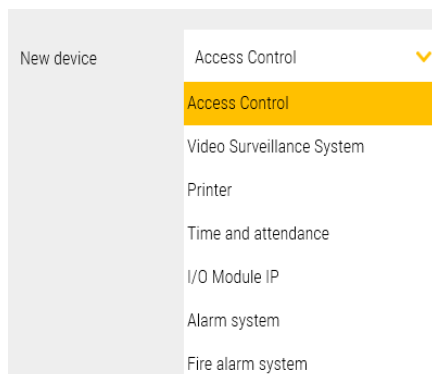 New device Access Control
Access Control
Video Surveillance System
Printer
Time and attendance
I/O Module IP
Alarm system
Fire alarm system